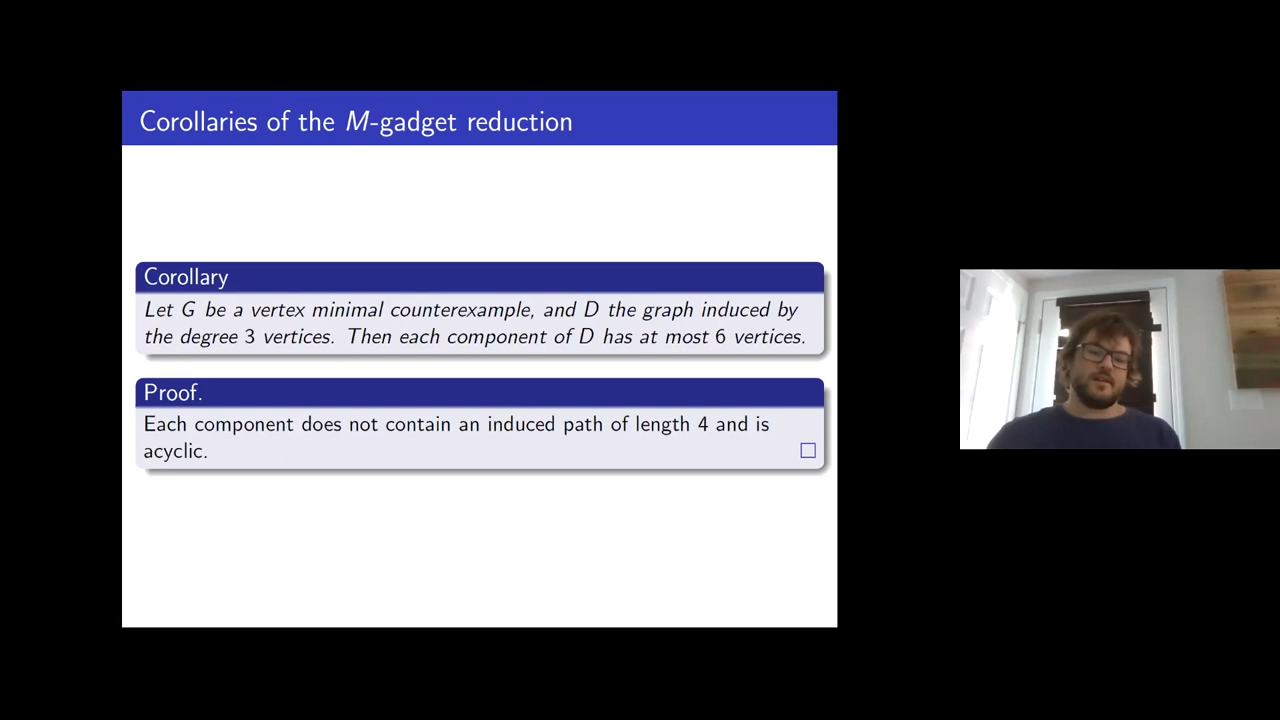 Corollaries of the M-gadget reduction
Corollary
Let G be a vertex minimal counterexample, and D the graph induced by
the degree 3 vertices. Then each component of D has at most 6 vertices.
Proof.
Each component does not contain an induced path of length 4 and is
acyclic. □